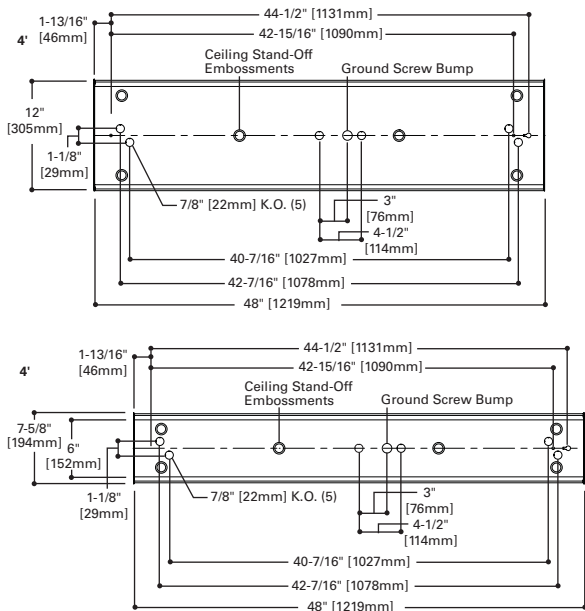 1-13/16"
[46mm]
44-1/2" [1131mm]
42-15/16" [1090mm]
4'
Ceiling Stand-Off
Embossments
Ground Screw Bump
12"
[305mm]
1-1/8"
[29mm]
7/8" [22mm] K.O. (5)
3"
[76mm]
4-1/2"
[114mm]
40-7/16" [1027mm]
42-7/16" [1078mm]
48" [1219mm]
1-13/16"
[46mm]
44-1/2" [1131mm]
42-15/16" [1090mm]
4'
Ceiling Stand-Off
Embossments
Ground Screw Bump
7-5/8"
[194mm]
6"
[152mm]
1-1/8"
[29mm]
7/8" [22mm] K.O. (5)
3"
[76mm]
4-1/2"
[114mm]
40-7/16" [1027mm]
42-7/16" [1078mm]
48" [1219mm]